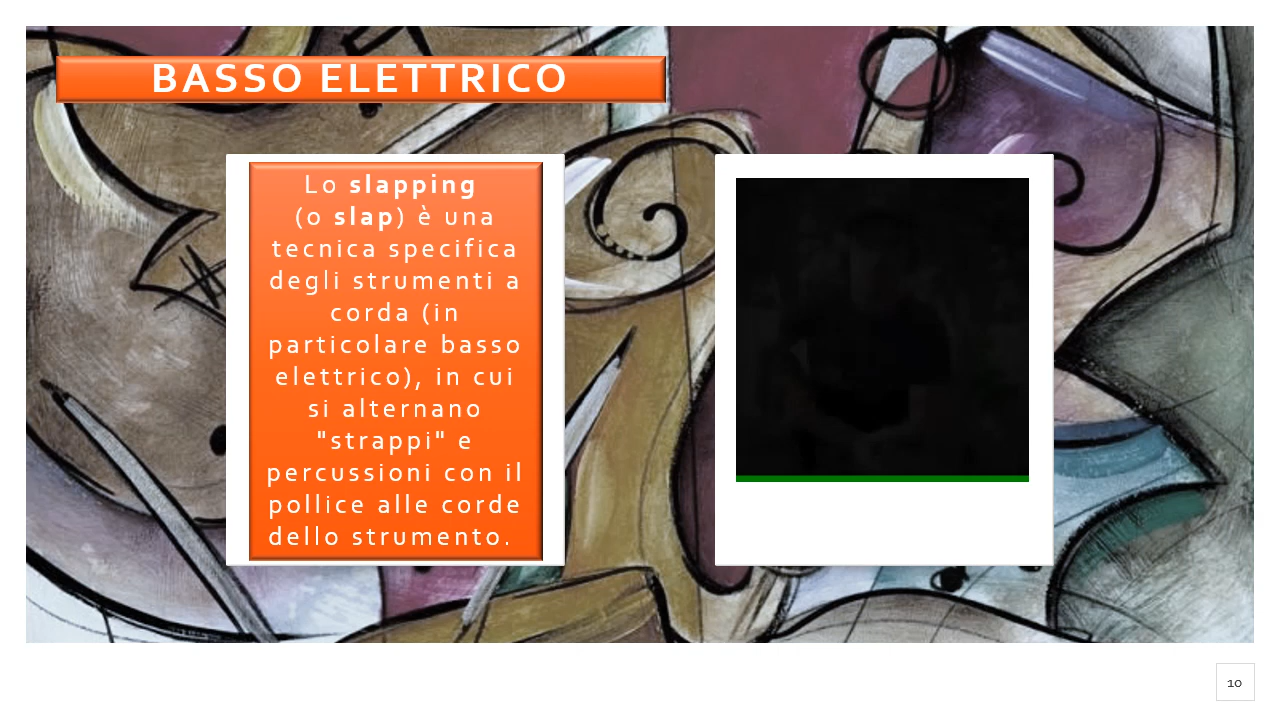 BASSO ELETTRICO
Lo slapping
(o slap) è una
tecnica specifica
degli strumenti a
corda (in
particolare basso
elettrico), in cui
si alternano
"strappi" e
percussioni con il
pollice alle corde
dello strumento.
10